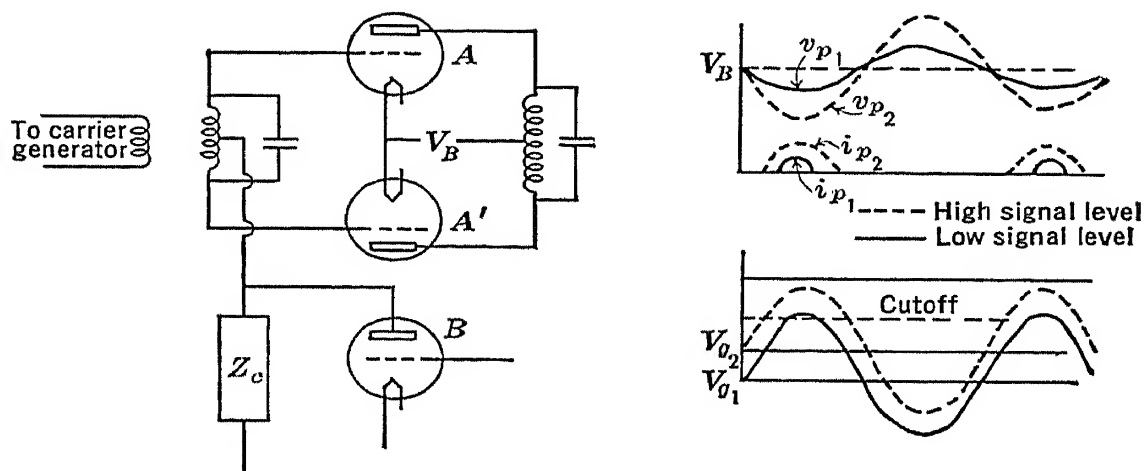 To carrier
generator
A
V_B
A'
B
Z_c
V_B
v_p1
v_p2
i_p2
i_p1
High signal level
Low signal level
Cutoff
V_g2
V_g1